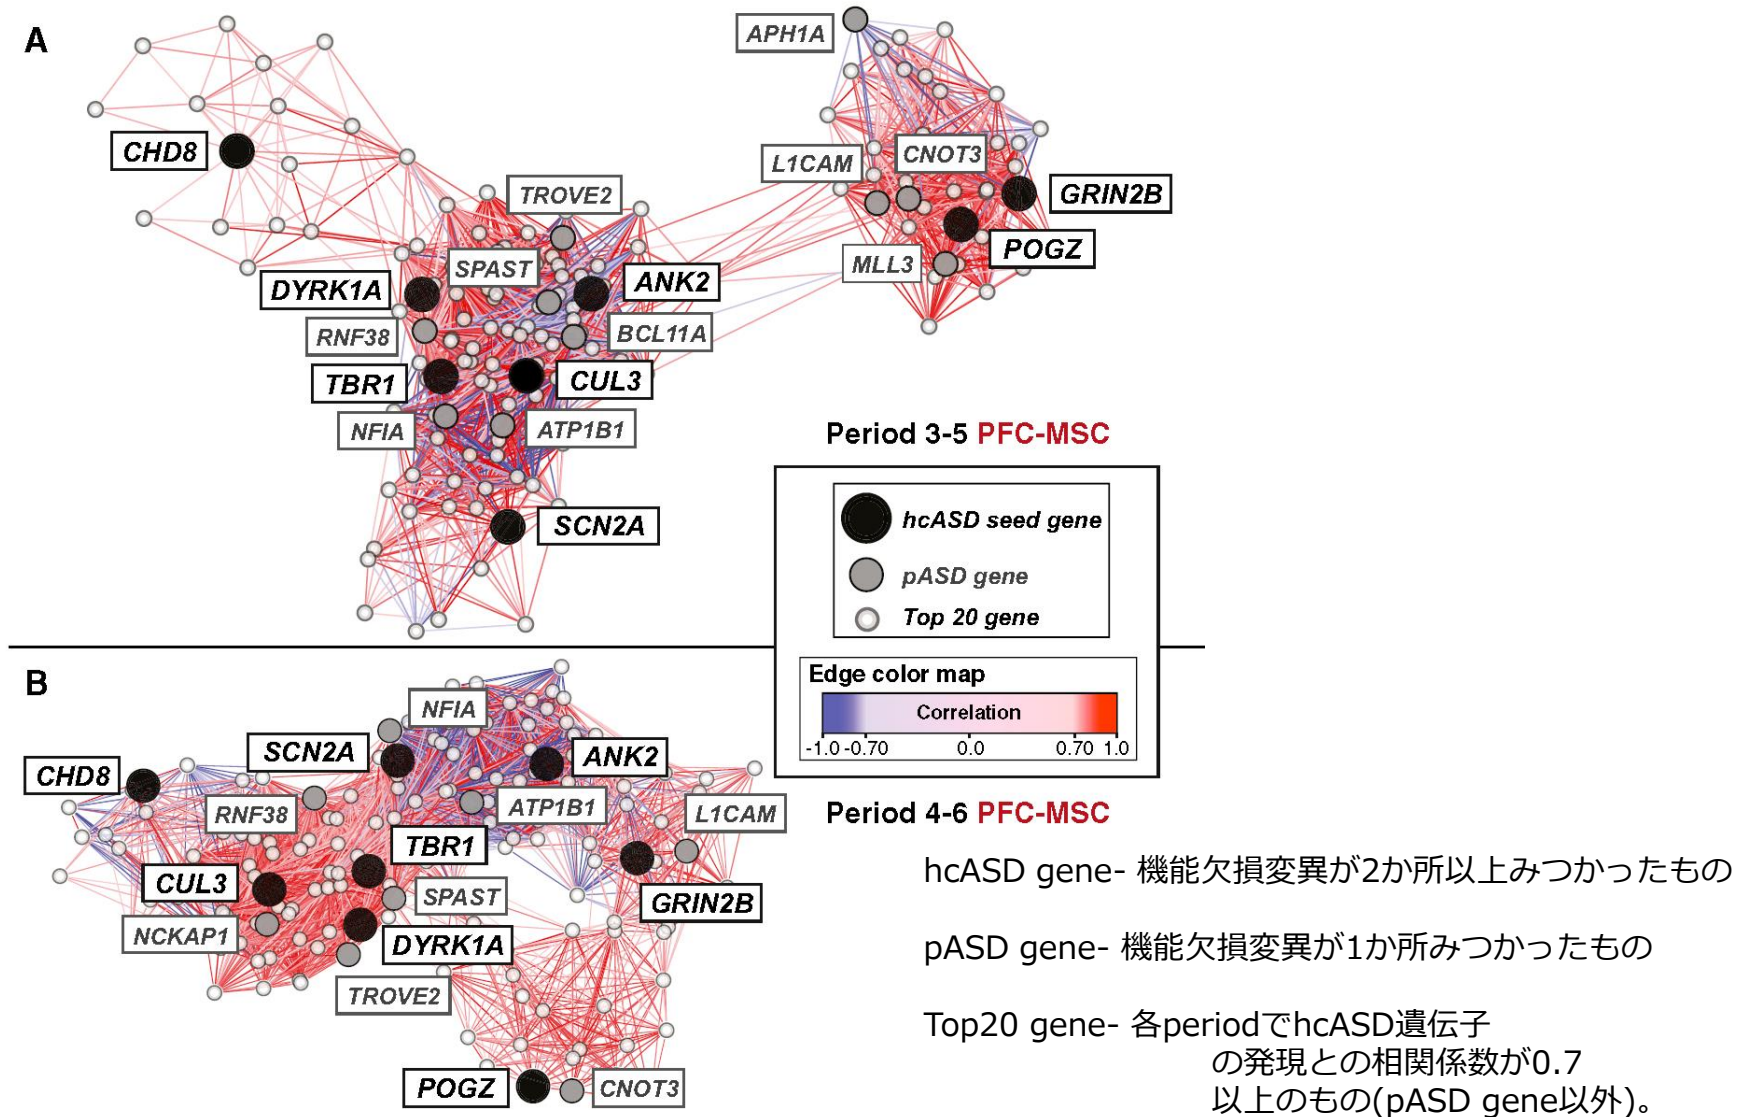 A
APH1A
CHD8
L1CAM
CNOT3
TROVE2
GRIN2B
SPAST
POGZ
MLL3
DYRK1A
ANK2
RNF38
BCL11A
TBR1
CUL3
NFIA
ATP1B1
Period 3-5 PFC-MSC
SCN2A
hcASD seed gene
pASD gene
Top 20 gene
Edge color map
Correlation
-1.0 -0.70 0.0 0.70 1.0
B
NFIA
SCN2A
ANK2
CHD8
RNF38
ATP1B1
L1CAM
TBR1
CUL3
SPAST
GRIN2B
NCKAP1
DYRK1A
TROVE2
POGZ
CNOT3
Period 4-6 PFC-MSC
hcASD gene- 機能欠損変異が2か所以上みつかったもの
pASD gene- 機能欠損変異が1か所みつかったもの
Top20 gene- 各periodでhcASD遺伝子
の発現との相関係数が0.7
以上のもの(pASD gene以外)。